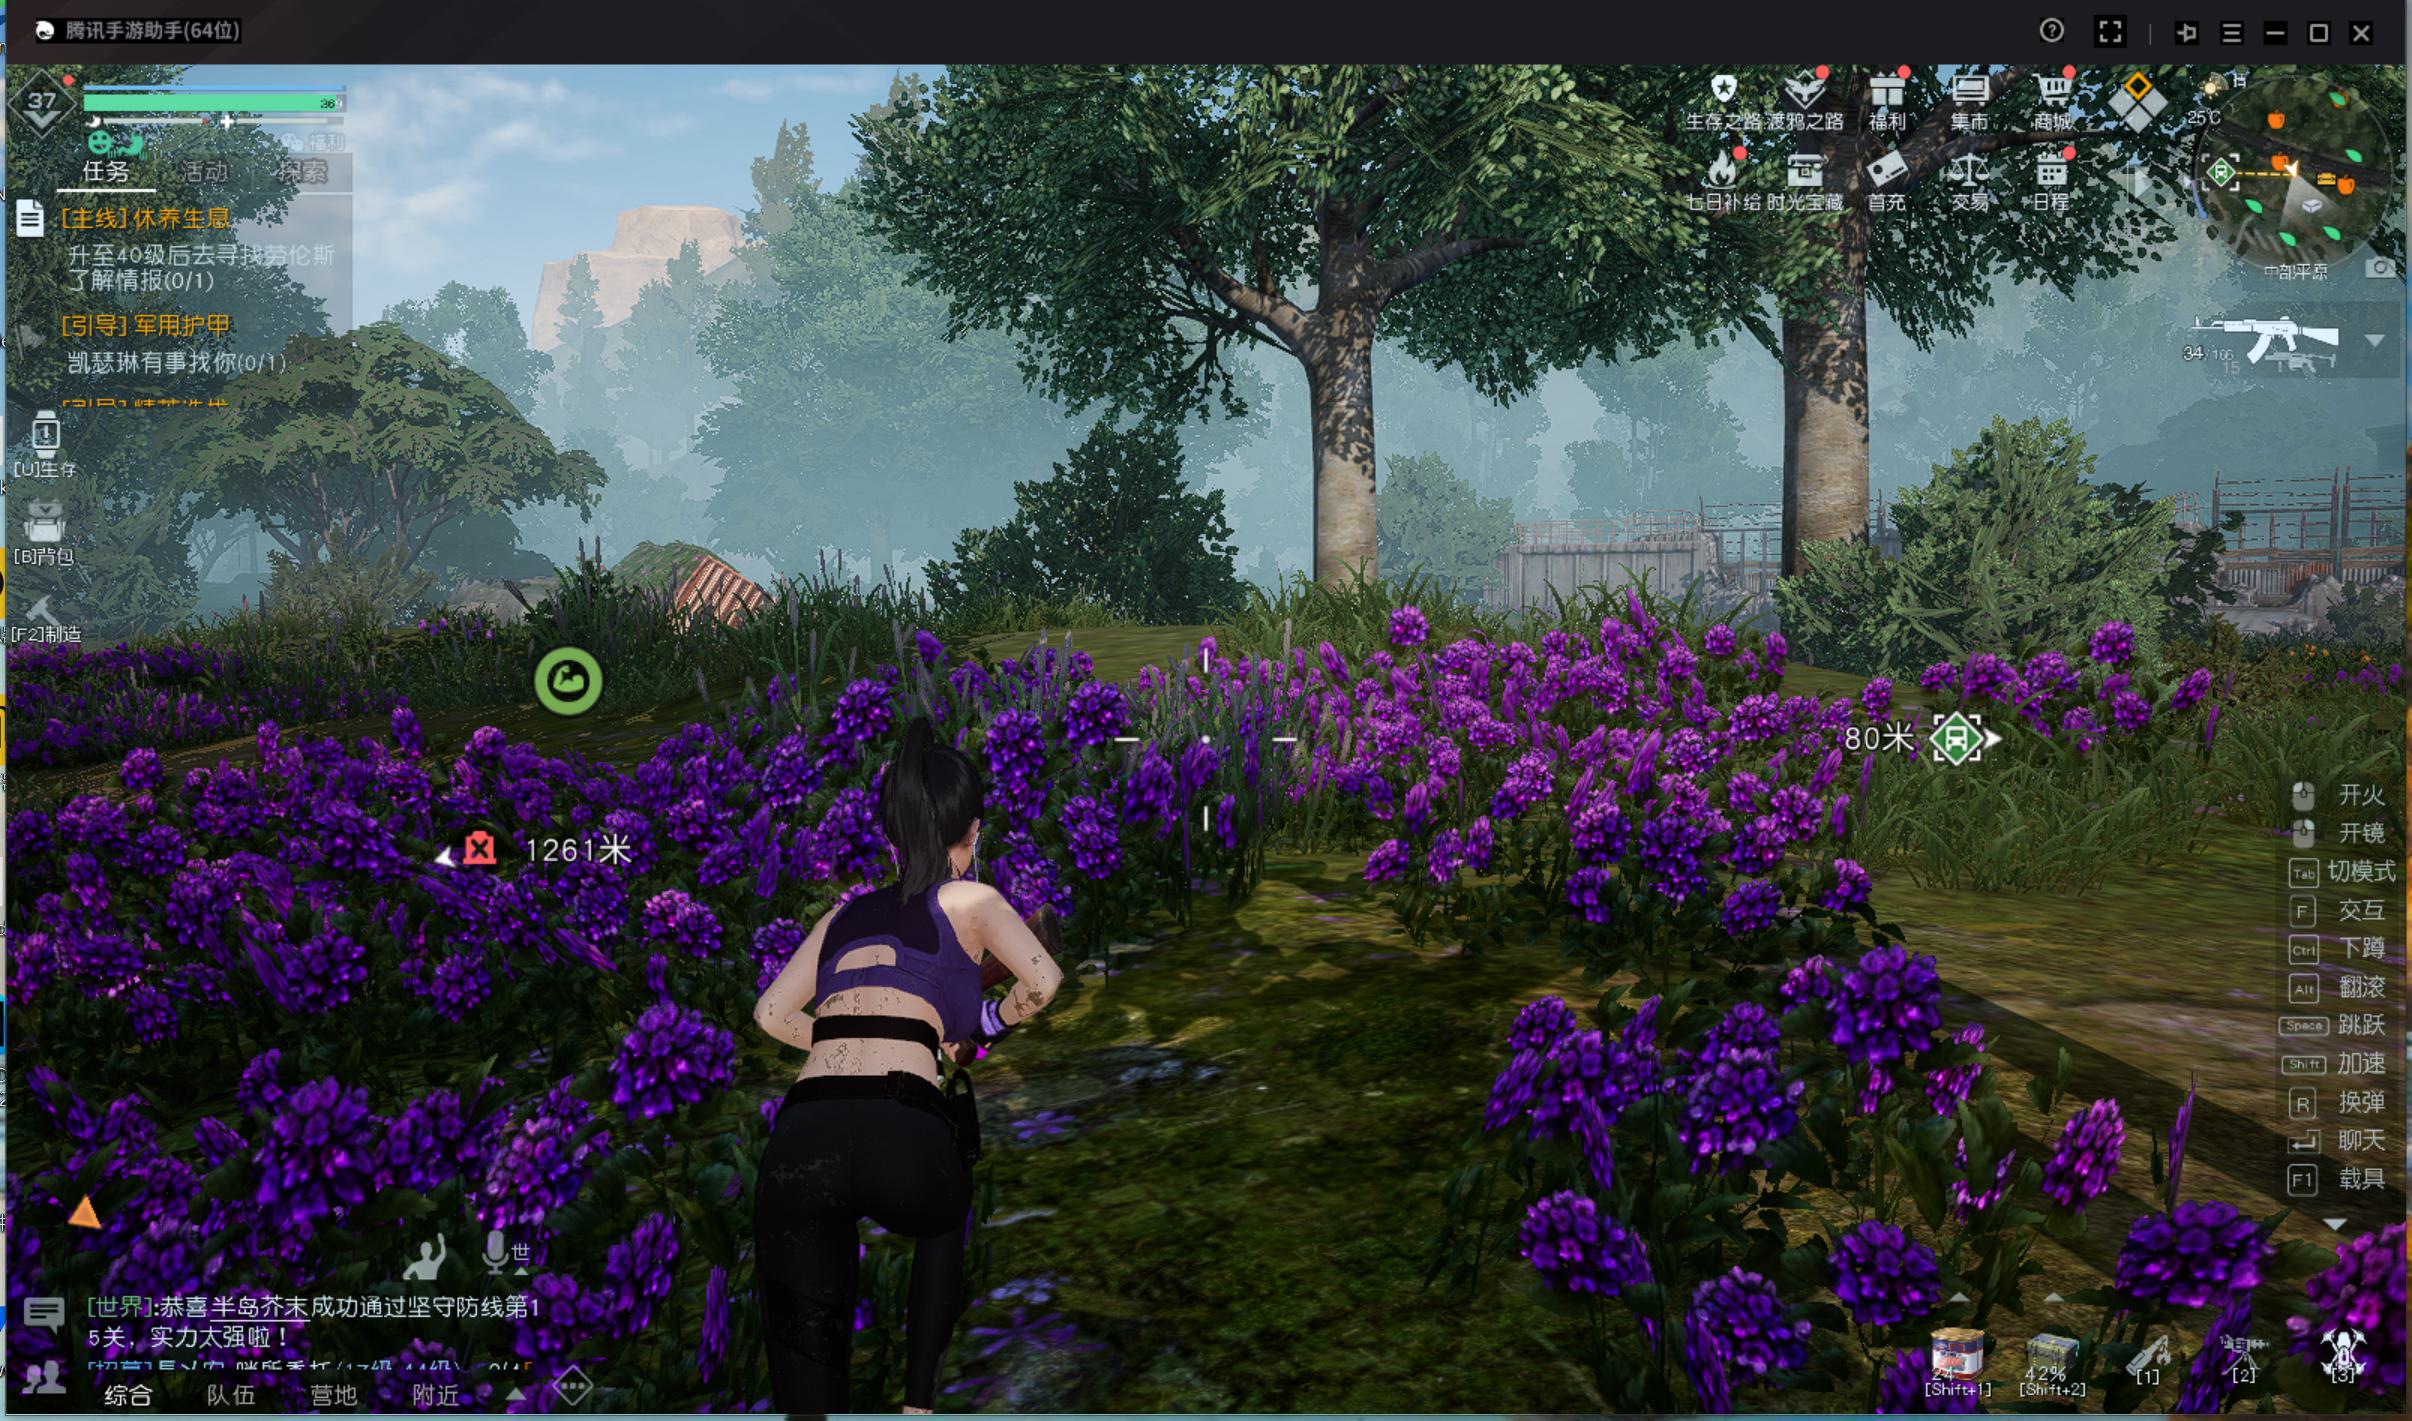 腾讯手游助手(64位)
37
36
福利
任务 活动 探索
[主线] 休养生息
升至40级后去寻找劳伦斯
了解情报(0/1)
[引导] 军用护甲
凯瑟琳有事找你(0/1)
[U]生存
[B]背包
[F2]制造
生存之路 渡鸦之路 福利 集市 商城
七日补给 时光宝藏 首充 交易 日程
25℃
中部平原
34
15
80米
1261米
开火
开镜
Tab 切模式
F 交互
Ctrl 下蹲
Alt 翻滚
Space 跳跃
Shift 加速
R 换弹
聊天
F1 载具
世
[世界]:恭喜半岛芥末成功通过坚守防线第1
5关，实力太强啦！
综合 队伍 营地 附近
24
[Shift+1]
42%
[Shift+2]
[1]
[2]
[3]